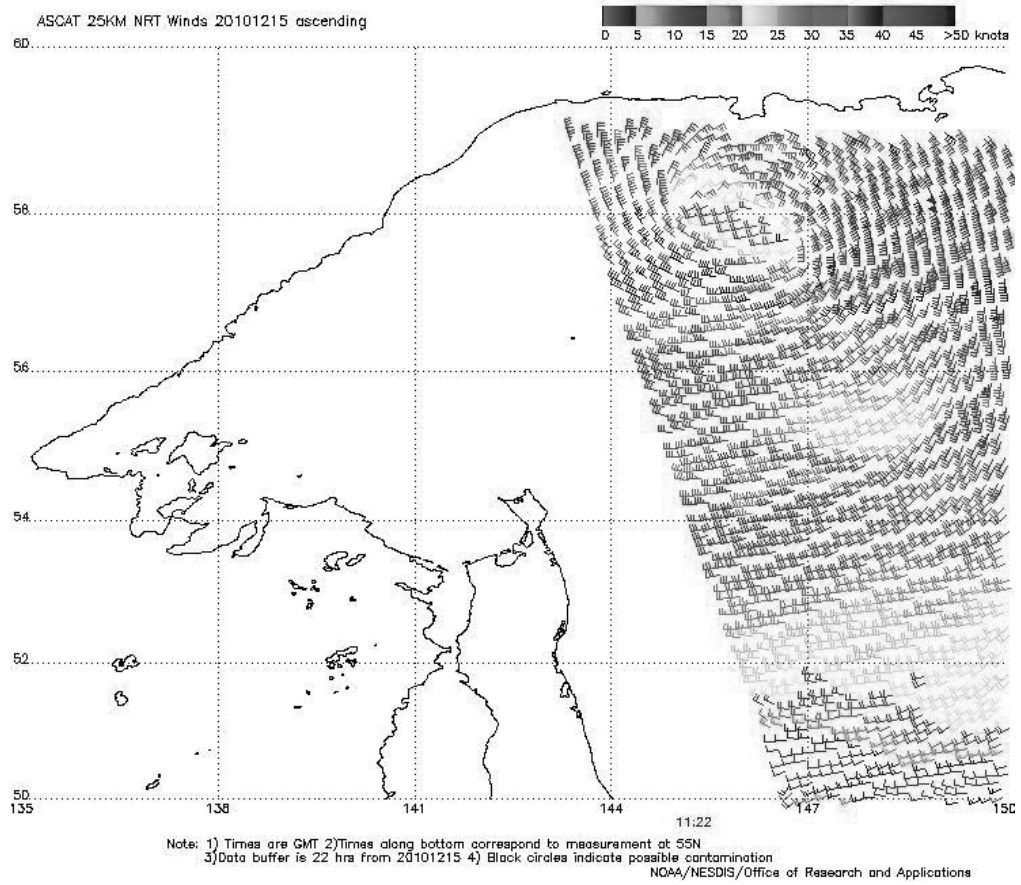 ASCAT 25KM NRT Winds 20101215 ascending
0 5 10 15 20 25 30 35 40 45 >50 knots
60
58
56
54
52
50
135 138 141 144 147 150
11:22
Note: 1) Times are GMT 2)Times along bottom correspond to measurement at 55N
3)Data buffer is 22 hrs from 20101215 4) Black circles indicate possible contamination
NOAA/NESDIS/Office of Research and Applications